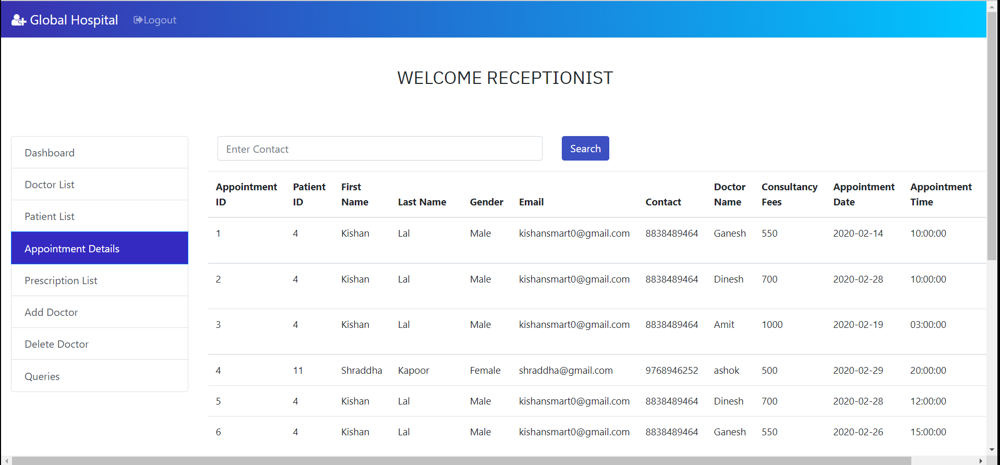 Global Hospital Logout
WELCOME RECEPTIONIST
Dashboard
Doctor List
Patient List
Appointment Details
Prescription List
Add Doctor
Delete Doctor
Queries
Enter Contact Search
Appointment ID Patient ID First Name Last Name Gender Email Contact Doctor Name Consultancy Fees Appointment Date Appointment Time
1 4 Kishan Lal Male kishansmart0@gmail.com 8838489464 Ganesh 550 2020-02-14 10:00:00
2 4 Kishan Lal Male kishansmart0@gmail.com 8838489464 Dinesh 700 2020-02-28 10:00:00
3 4 Kishan Lal Male kishansmart0@gmail.com 8838489464 Amit 1000 2020-02-19 03:00:00
4 11 Shraddha Kapoor Female shraddha@gmail.com 9768946252 ashok 500 2020-02-29 20:00:00
5 4 Kishan Lal Male kishansmart0@gmail.com 8838489464 Dinesh 700 2020-02-28 12:00:00
6 4 Kishan Lal Male kishansmart0@gmail.com 8838489464 Ganesh 550 2020-02-26 15:00:00